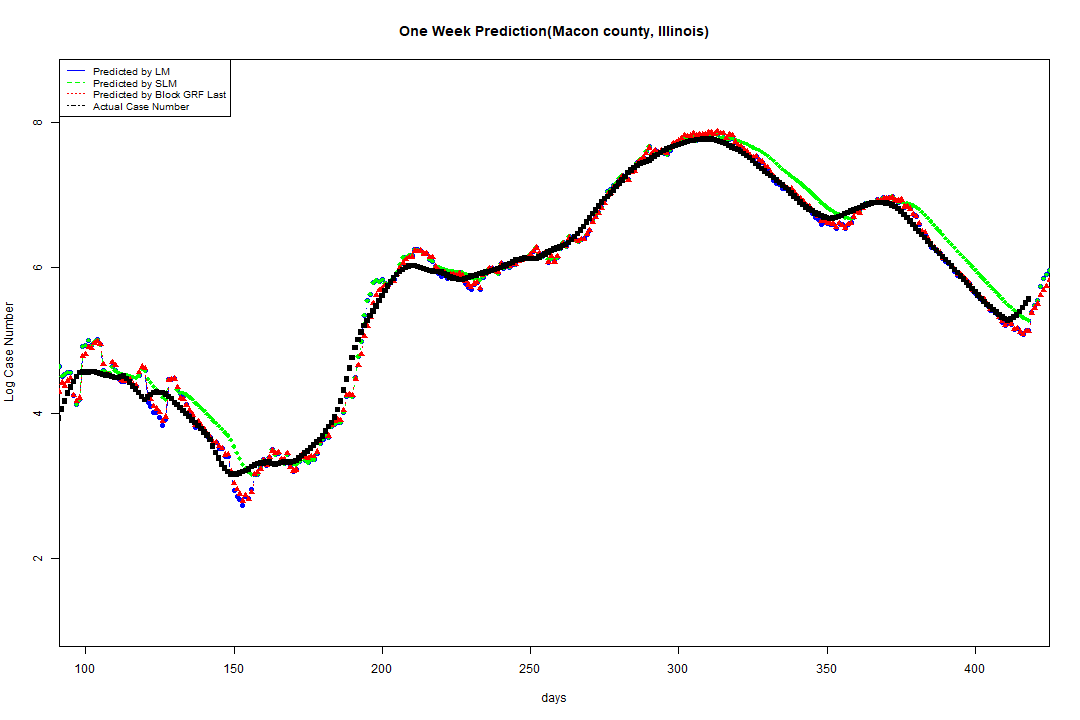 One Week Prediction(Macon county, Illinois)
Predicted by LM
Predicted by SLM
Predicted by Block GRF Last
Actual Case Number
8
6
4
2
Log Case Number
100 150 200 250 300 350 400
days